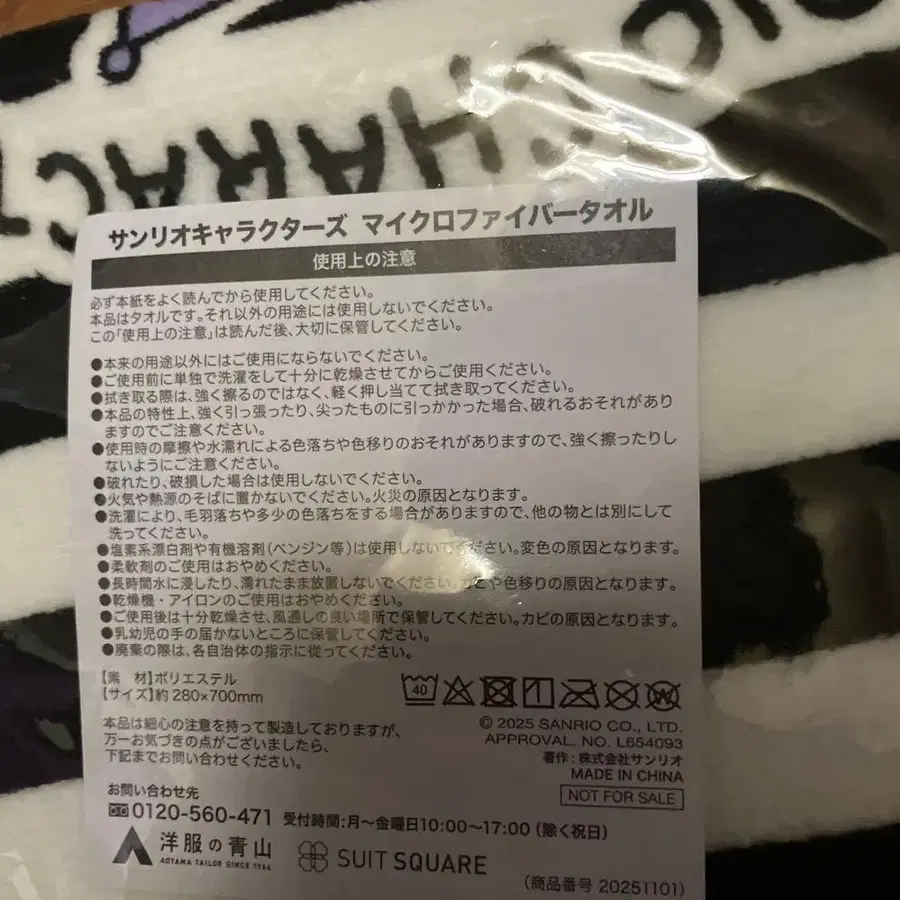 IO CHARACT
サンリオキャラクターズ マイクロファイバータオル
使用上の注意
必ず本紙をよく読んでから使用してください。
本品はタオルです。それ以外の用途には使用しないでください。
この「使用上の注意」は読んだ後、大切に保管してください。
●本来の用途以外にはご使用にならないでください。
●ご使用前に単独で洗濯をして十分に乾燥させてからご使用ください。
●拭き取る際は、強く擦るのではなく、軽く押し当てて拭き取ってください。
●本品の特性上、強く引っ張ったり、尖ったものに引っかかった場合、破れるおそれがあり
ますのでご注意ください。
●使用時の摩擦や水濡れによる色落ちや色移りのおそれがありますので、強く擦ったりし
ないようにご注意ください。
●破れたり、破損した場合は使用しないでください。
●火気や熱源のそばに置かないでください。火災の原因となります。
●洗濯により、毛羽落ちや多少の色落ちをする場合がありますので、他の物とは別にして
洗ってください。
●塩素系漂白剤や有機溶剤(ベンジン等)は使用しないでください。変色の原因となります。
●柔軟剤のご使用はおやめください。
●長時間水に浸したり、濡れたまま放置しないでください。カビや色移りの原因となります。
●乾燥機・アイロンのご使用はおやめください。
●ご使用後は十分乾燥させ、風通しの良い場所で保管してください。カビの原因となります。
●乳幼児の手の届かないところに保管してください。
●廃棄の際は、各自治体の指示に従ってください。
【素 材】ポリエステル
【サイズ】約 280×700mm
40
本品は細心の注意を持って製造しておりますが、
万一お気づきの点がございましたら、
下記までお問い合わせください。
© 2025 SANRIO CO., LTD.
APPROVAL. NO. L654093
著作:株式会社サンリオ
MADE IN CHINA
NOT FOR SALE
お問い合わせ先
0120-560-471 受付時間:月〜金曜日10:00〜17:00 (除く祝日)
洋服の青山
AOYAMA TAILOR SINCE 1964
SUIT SQUARE
(商品番号 20251101)